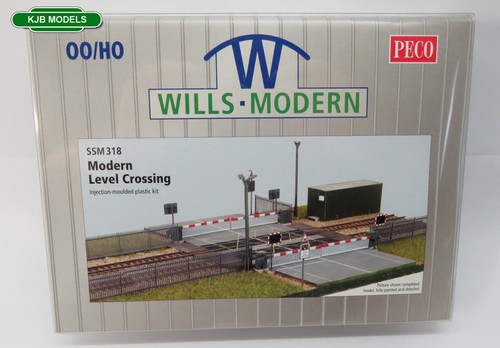 KJB MODELS
OO/HO
W
PECO
WILLS·MODERN
SSM318
Modern
Level Crossing
Injection-moulded plastic kit
Picture shows completed
model, fully painted and detailed.